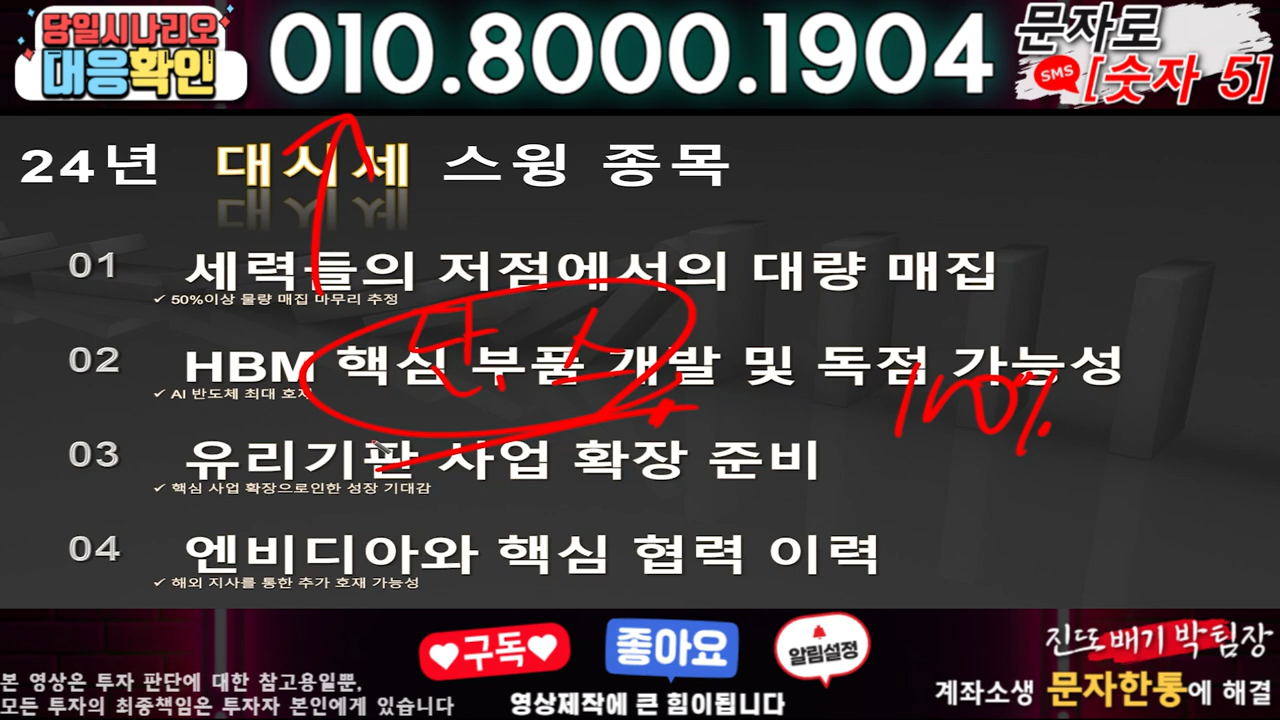 당일시나리오
대응확인
010.8000.1904
문자로
SMS
[숫자 5]
24년 대시세 스윙 종목
01 세력들의 저점에서의 대량 매집
✓ 50%이상 물량 매집 마무리 추정
02 HBM 핵심 부품 개발 및 독점 가능성
✓ AI 반도체 최대 호재
100%
03 유리기판 사업 확장 준비
✓ 핵심 사업 확장으로인한 성장 기대감
04 엔비디아와 핵심 협력 이력
✓ 해외 지사를 통한 추가 호재 가능성
구독
좋아요
알림설정
진또배기 박팀장
본 영상은 투자 판단에 대한 참고용일뿐,
모든 투자의 최종책임은 투자자 본인에게 있습니다
영상제작에 큰 힘이됩니다
계좌소생 문자한통에 해결